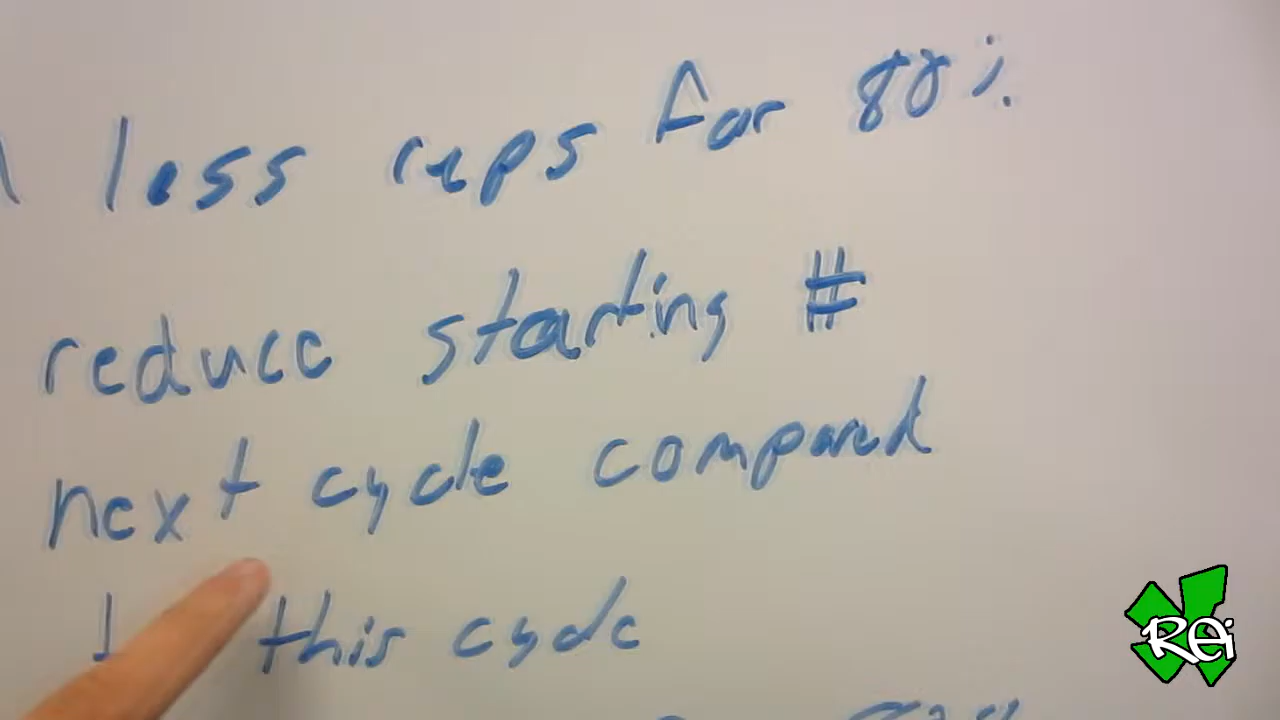 less reps for 88%
reduce starting #
next cycle compared
this cycle
REi